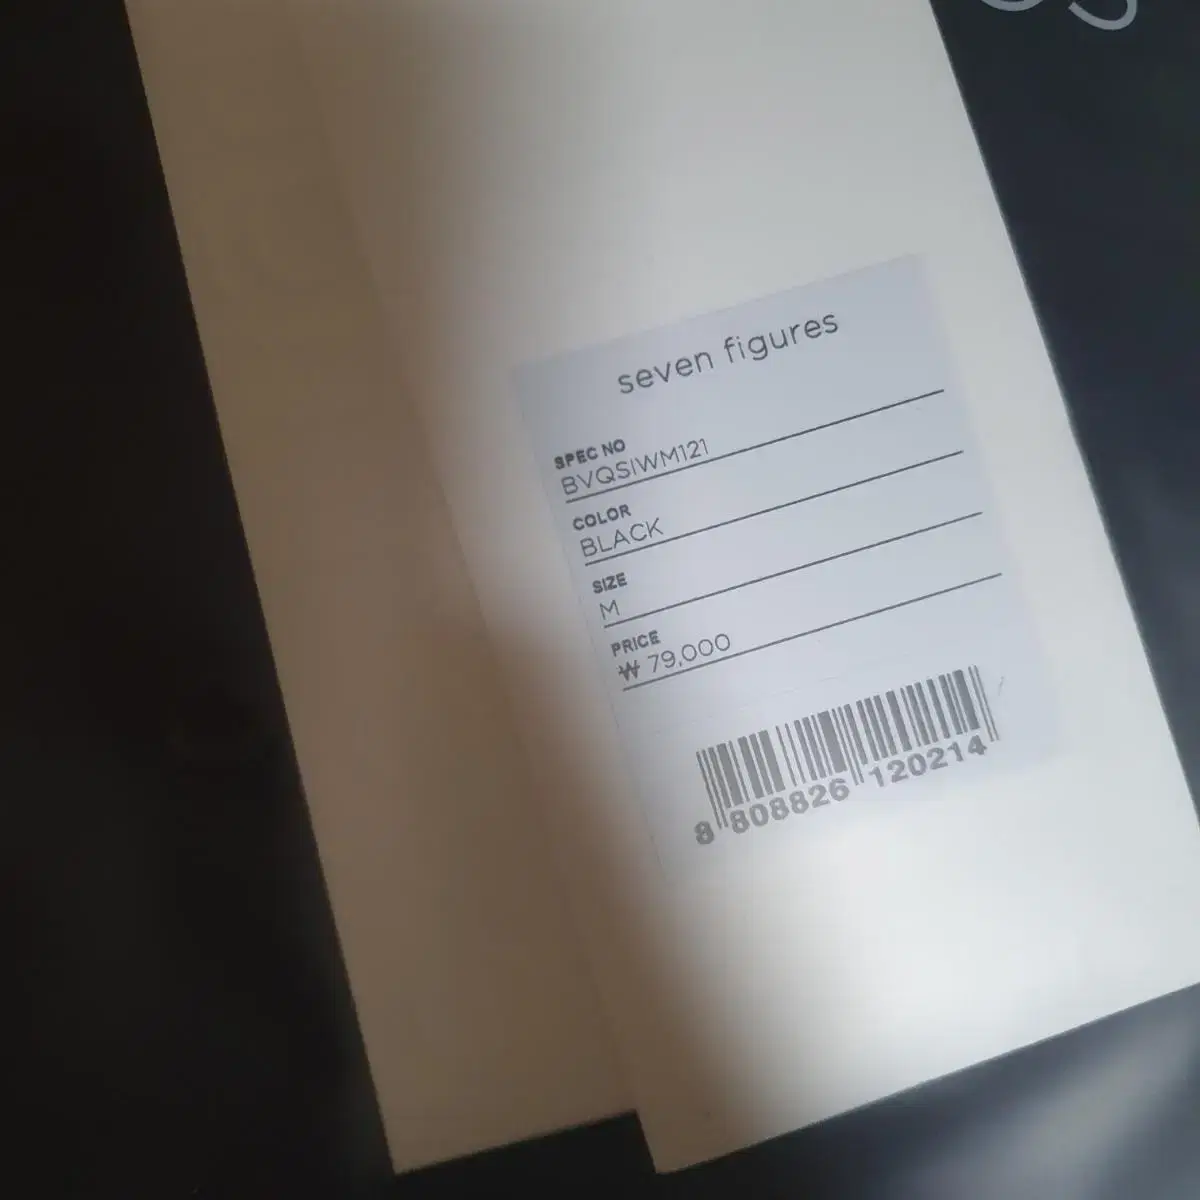 seven figures
SPEC NO
BVQSIWM121
COLOR
BLACK
SIZE
M
PRICE
₩ 79,000
8 808826 120214